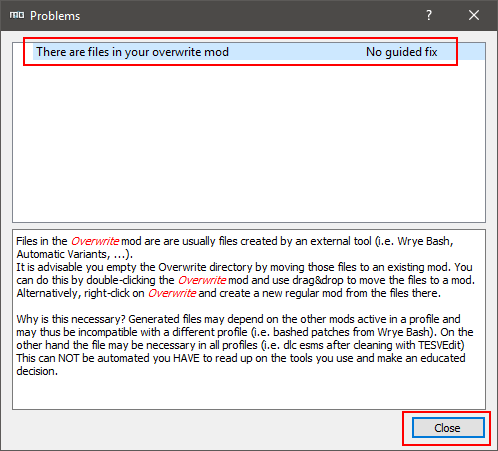 Problems
There are files in your overwrite mod No guided fix
Files in the Overwrite mod are are usually files created by an external tool (i.e. Wrye Bash,
Automatic Variants, ...).
It is advisable you empty the Overwrite directory by moving those files to an existing mod. You
can do this by double-clicking the Overwrite mod and use drag&drop to move the files to a mod.
Alternatively, right-click on Overwrite and create a new regular mod from the files there.
Why is this necessary? Generated files may depend on the other mods active in a profile and
may thus be incompatible with a different profile (i.e. bashed patches from Wrye Bash). On the
other hand the file may be necessary in all profiles (i.e. dlc esms after cleaning with TESVEdit)
This can NOT be automated you HAVE to read up on the tools you use and make an educated
decision.
Close